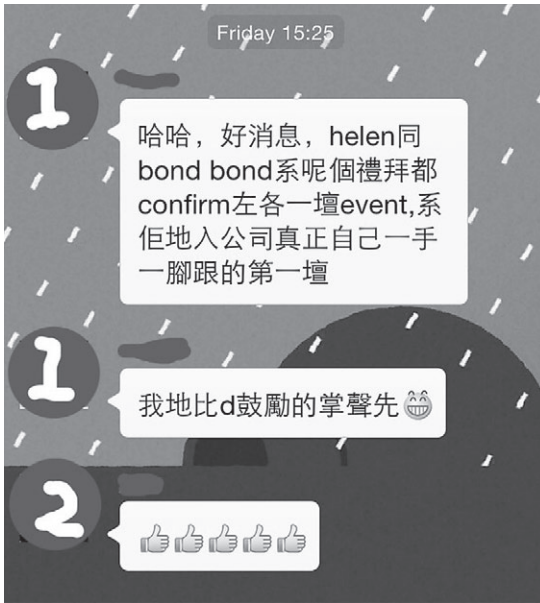 Friday 15:25
1
哈哈，好消息，helen同
bond bond系呢個禮拜都
confirm左各一壇event,系
佢地入公司真正自己一手
一腳跟的第一壇
1
我地比d鼓勵的掌聲先😁
2
👍👍👍👍👍